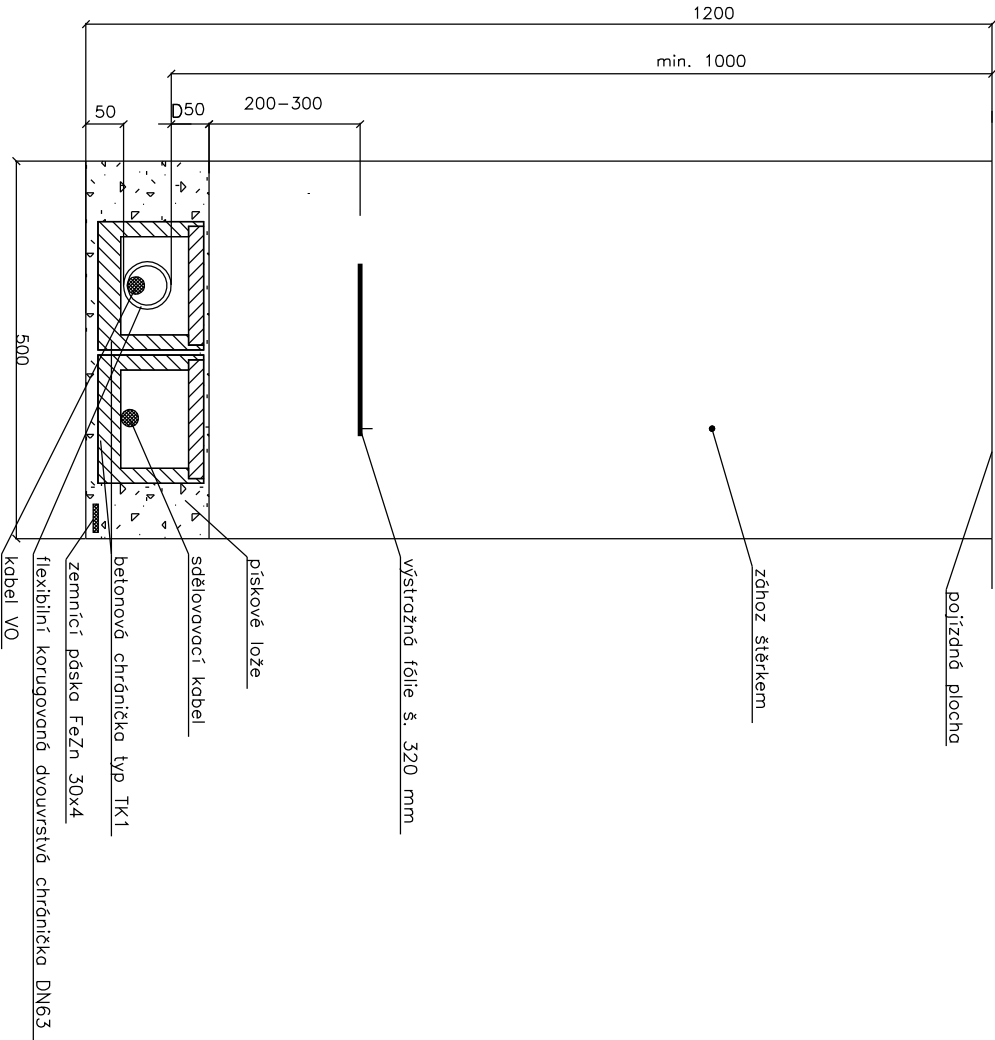 1200
min. 1000
50
D
50
200-300
500
pojízdná plocha
zához štěrkem
výstražná fólie š. 320 mm
pískové lože
sdělovavací kabel
betonová chránička typ TK1
zemnící páska FeZn 30x4
flexibilní korugovaná dvouvrstvá chránička DN63
kabel VO